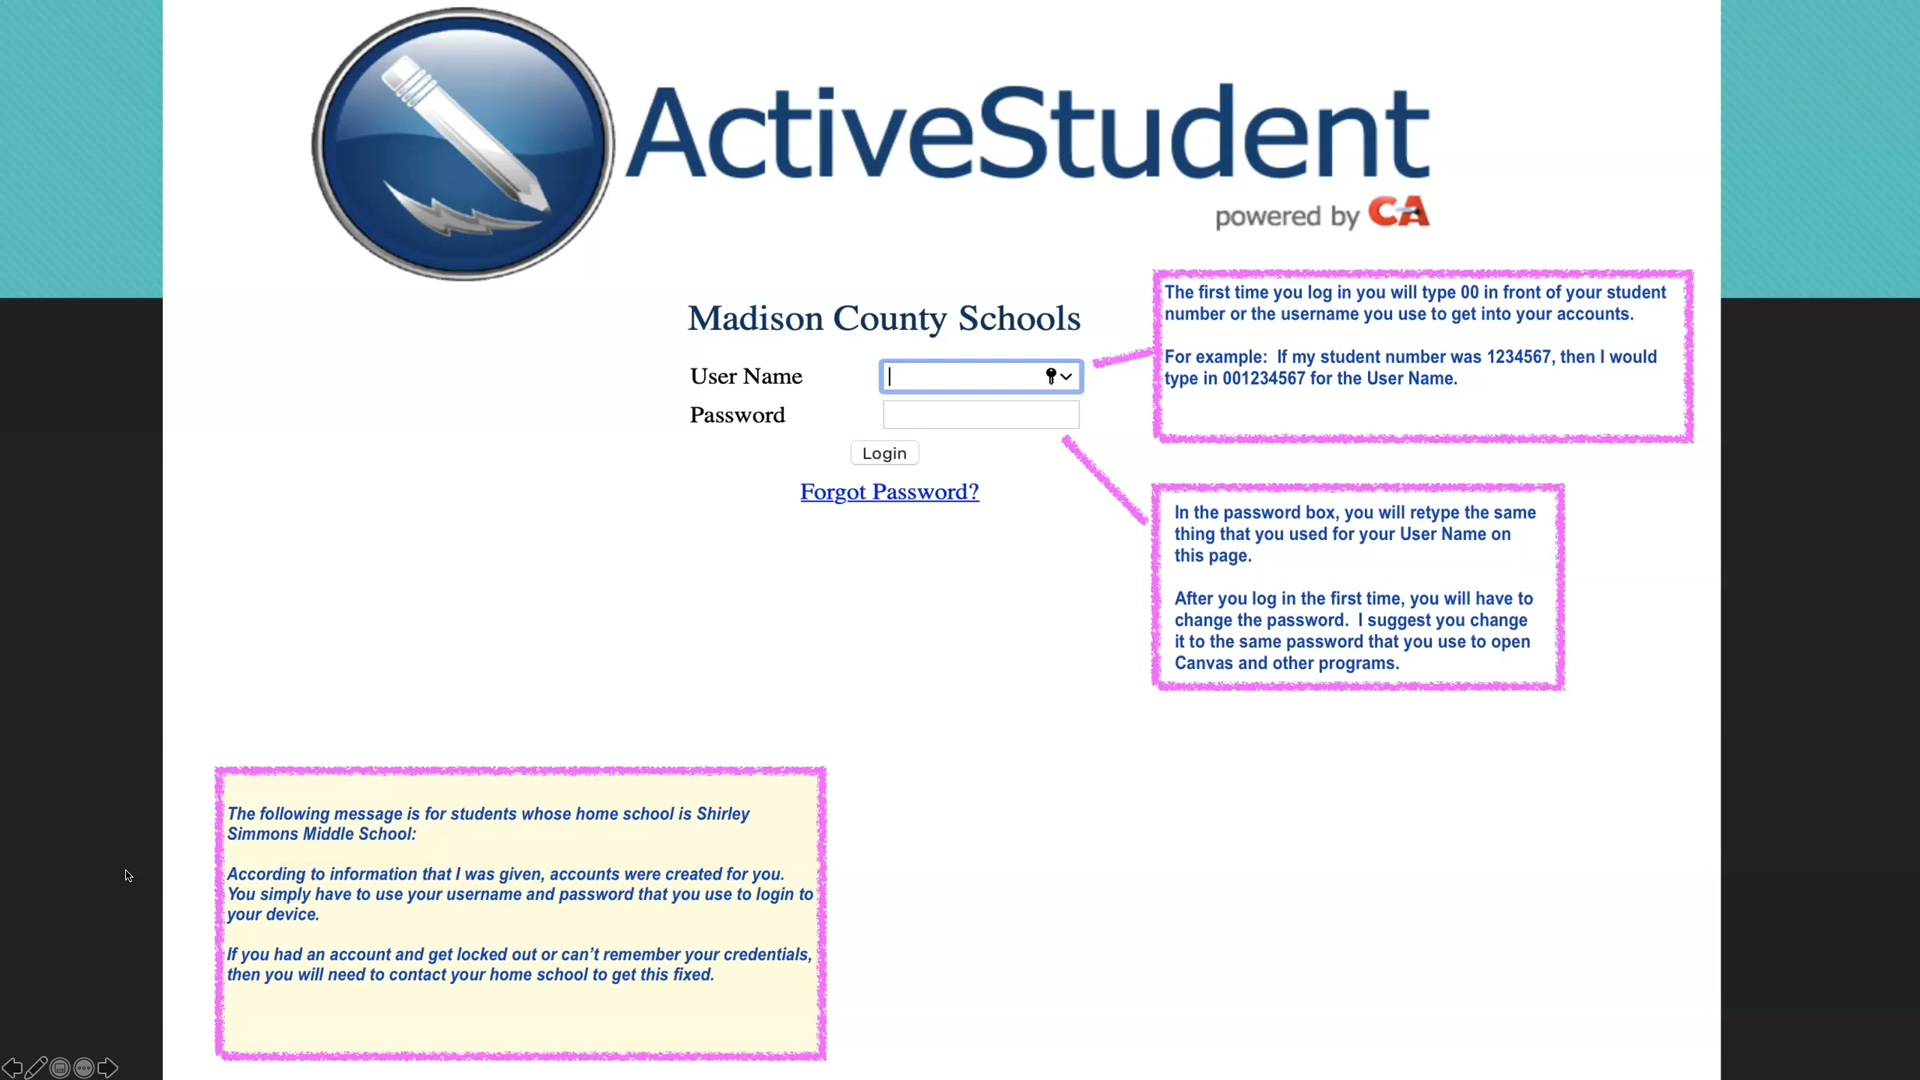 ActiveStudent
powered by CA
Madison County Schools
User Name
Password
Login
Forgot Password?
The first time you log in you will type 00 in front of your student
number or the username you use to get into your accounts.
For example:  If my student number was 1234567, then I would
type in 001234567 for the User Name.
In the password box, you will retype the same
thing that you used for your User Name on
this page.
After you log in the first time, you will have to
change the password.  I suggest you change
it to the same password that you use to open
Canvas and other programs.
The following message is for students whose home school is Shirley
Simmons Middle School:
According to information that I was given, accounts were created for you.
You simply have to use your username and password that you use to login to
your device.
If you had an account and get locked out or can’t remember your credentials,
then you will need to contact your home school to get this fixed.